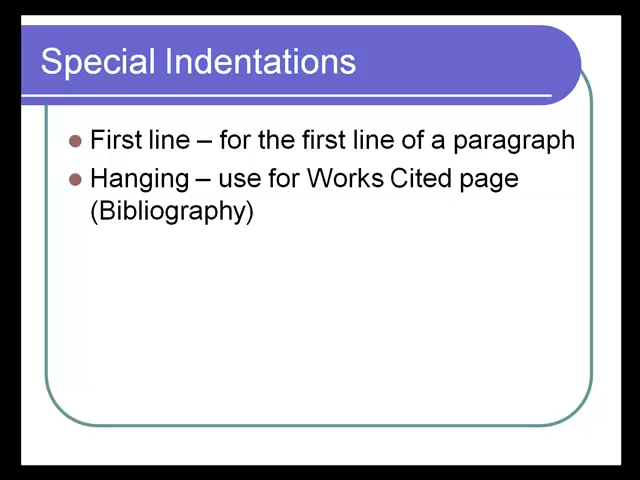 Special Indentations
First line – for the first line of a paragraph
Hanging – use for Works Cited page
(Bibliography)